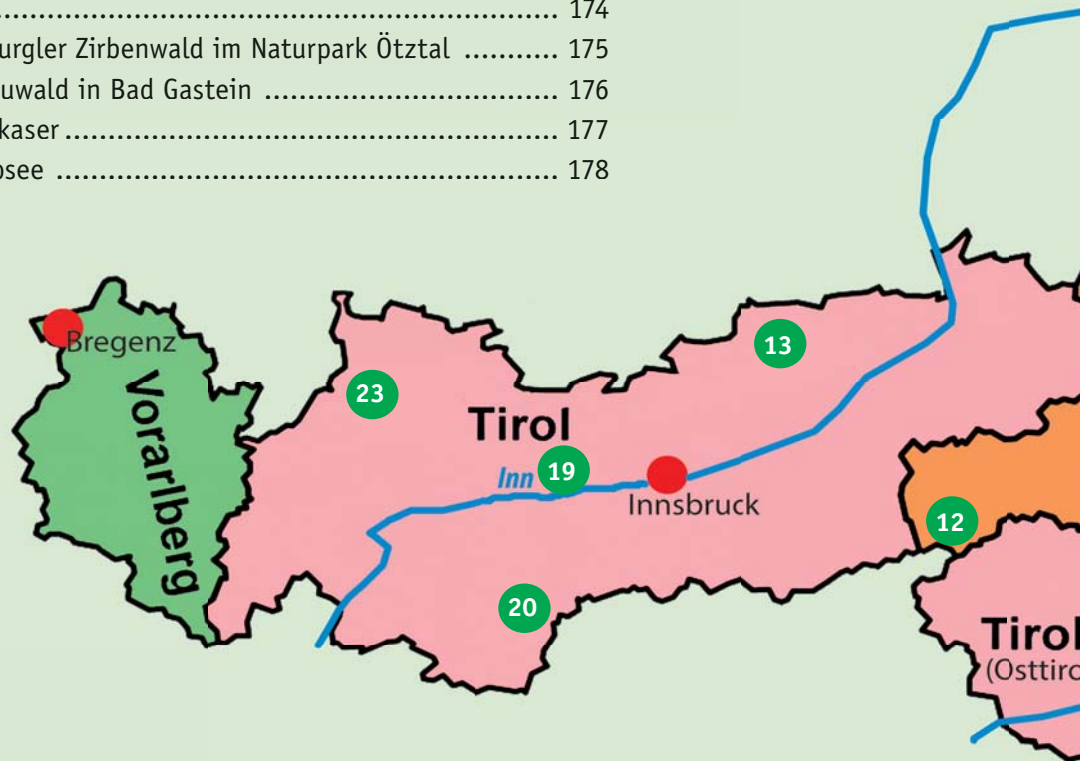 .......................................................... 174
urgler Zirbenwald im Naturpark Ötztal ........... 175
uwald in Bad Gastein ................................... 176
kaser ........................................................... 177
see ............................................................ 178
Bregenz
Vorarlberg
23
Tirol
13
Inn
19
Innsbruck
12
20
Tirol
(Osttiro